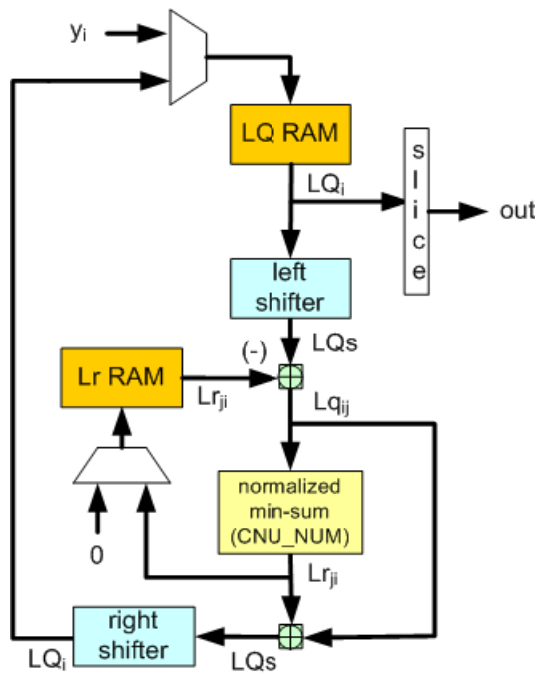 yi
LQ RAM
LQi
slice
out
left
shifter
LQs
(-)
Lr RAM
Lrji
Lqij
normalized
min-sum
(CNU_NUM)
0
Lrji
right
shifter
LQi
LQs